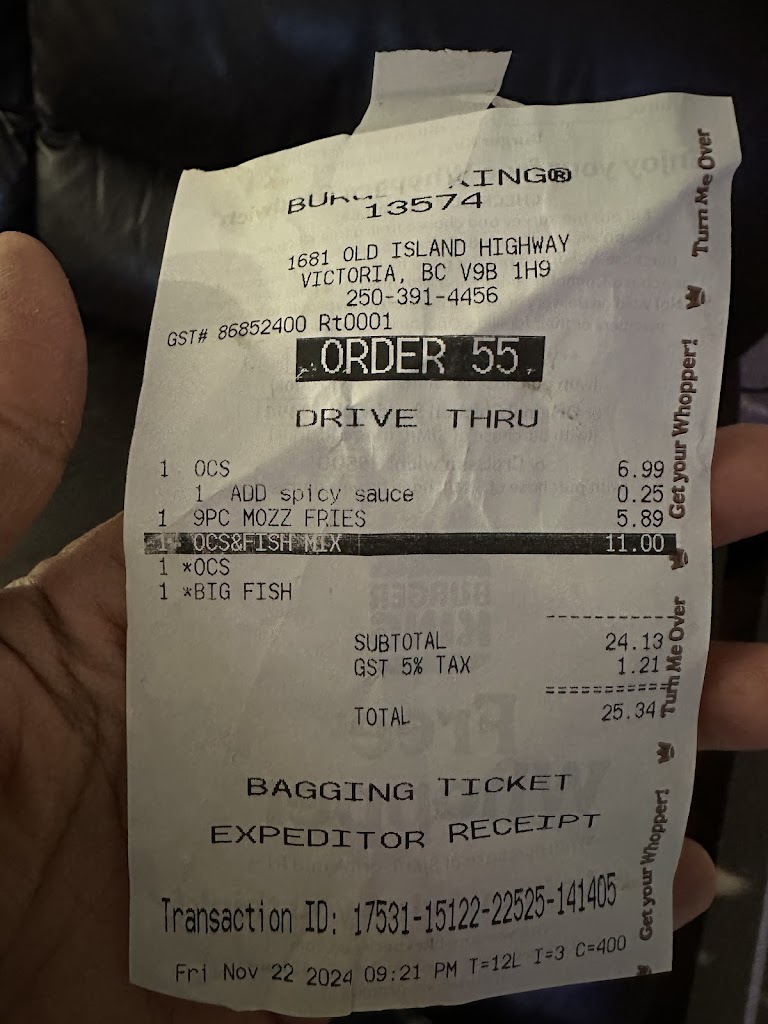 KING®
13574
1681 OLD ISLAND HIGHWAY
VICTORIA, BC V9B 1H9
250-391-4456
GST# 86852400 Rt0001
ORDER 55
DRIVE THRU
1 OCS 6.99
1 ADD spicy sauce 0.25
1 9PC MOZZ FRIES 5.89
1 OCS&FISH MIX 11.00
1 *OCS
1 *BIG FISH
SUBTOTAL 24.13
GST 5% TAX 1.21
TOTAL 25.34
BAGGING TICKET
EXPEDITOR RECEIPT
Transaction ID: 17531-15122-22525-141405
Fri Nov 22 2024 09:21 PM T=12L I=3 C=400
Turn Me Over
Get your Whopper!
Turn Me Over
Get your Whopper!